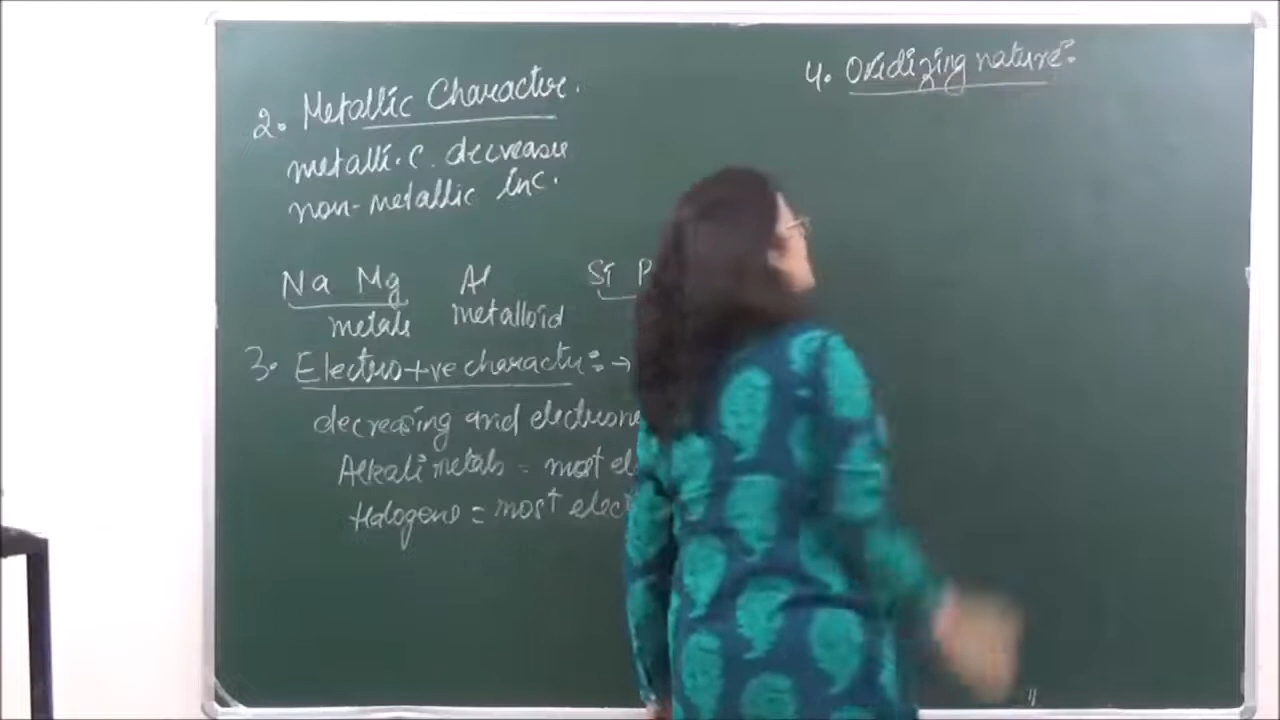 2. Metallic Character.
metalli.c. decrease
non-metallic inc.
Na Mg Al Si P
metals metalloid
3. Electro+ve character:→
decreasing and electrone
Alkali metals = most el
Halogens = most elec
4. Oxidizing nature: